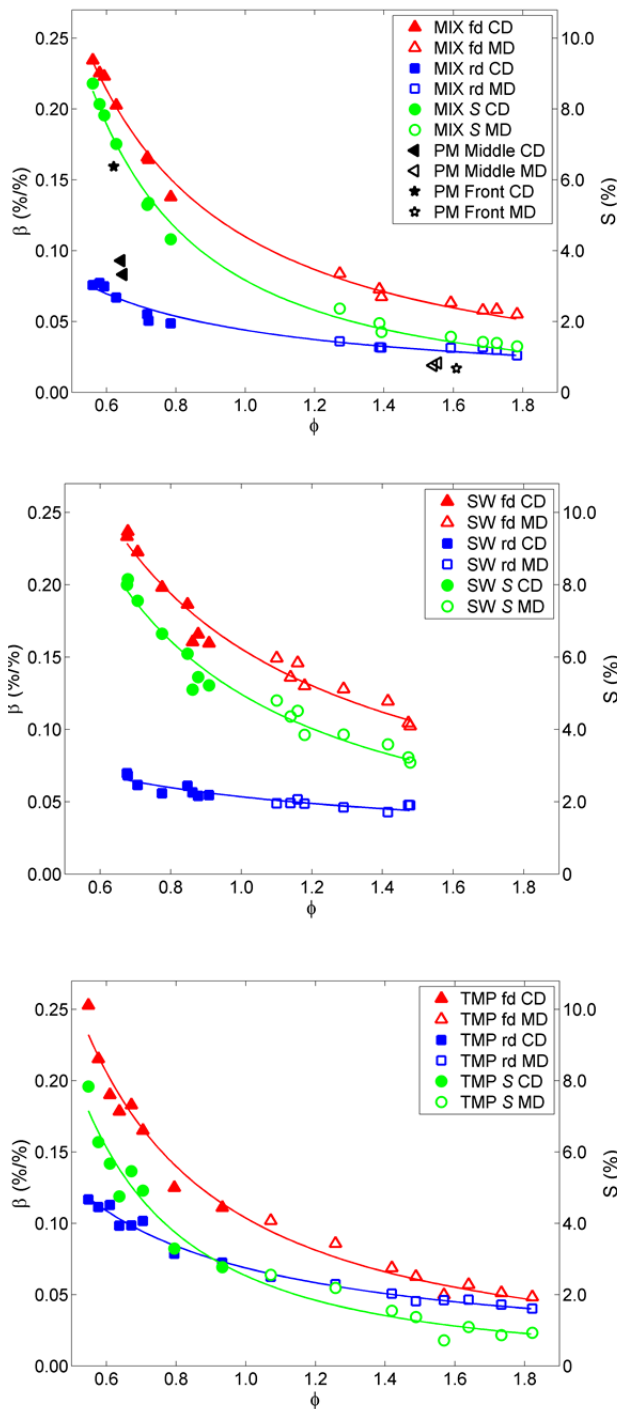 0.25
0.20
0.15
0.10
0.05
0.00
β (%/%)
10.0
8.0
6.0
4.0
2.0
0
S (%)
0.6 0.8 1.0 1.2 1.4 1.6 1.8
ϕ
MIX fd CD
MIX fd MD
MIX rd CD
MIX rd MD
MIX S CD
MIX S MD
PM Middle CD
PM Middle MD
PM Front CD
PM Front MD
0.25
0.20
0.15
0.10
0.05
0.00
β (%/%)
10.0
8.0
6.0
4.0
2.0
0
S (%)
0.6 0.8 1.0 1.2 1.4 1.6
ϕ
SW fd CD
SW fd MD
SW rd CD
SW rd MD
SW S CD
SW S MD
0.25
0.20
0.15
0.10
0.05
0.00
β (%/%)
10.0
8.0
6.0
4.0
2.0
0
S (%)
0.4 0.6 0.8 1.0 1.2 1.4 1.6 1.8
ϕ
TMP fd CD
TMP fd MD
TMP rd CD
TMP rd MD
TMP S CD
TMP S MD